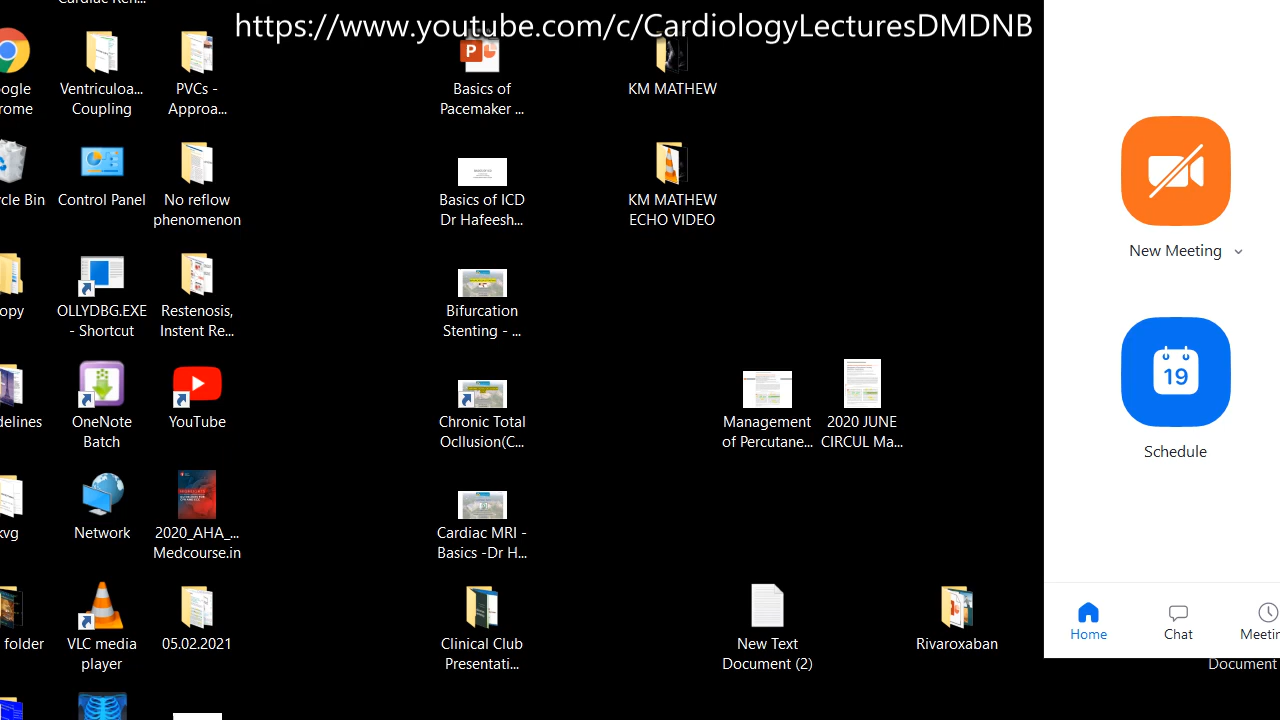 Cardiac Ren...
https://www.youtube.com/c/CardiologyLecturesDMDNB
ogle
rome
Ventriculoa...
Coupling
PVCs -
Approa...
P
Basics of
Pacemaker ...
KM MATHEW
cle Bin
Control Panel
No reflow
phenomenon
Basics of ICD
Dr Hafeesh...
KM MATHEW
ECHO VIDEO
New Meeting
opy
OLLYDBG.EXE
- Shortcut
Restenosis,
Instent Re...
Bifurcation
Stenting - ...
19
Schedule
delines
OneNote
Batch
YouTube
Chronic Total
Ocllusion(C...
Management
of Percutane...
2020 JUNE
CIRCUL Ma...
kvg
Network
2020_AHA_...
Medcourse.in
Cardiac MRI -
Basics -Dr H...
folder
VLC media
player
05.02.2021
Clinical Club
Presentati...
New Text
Document (2)
Rivaroxaban
Home
Chat
Meetin
Document